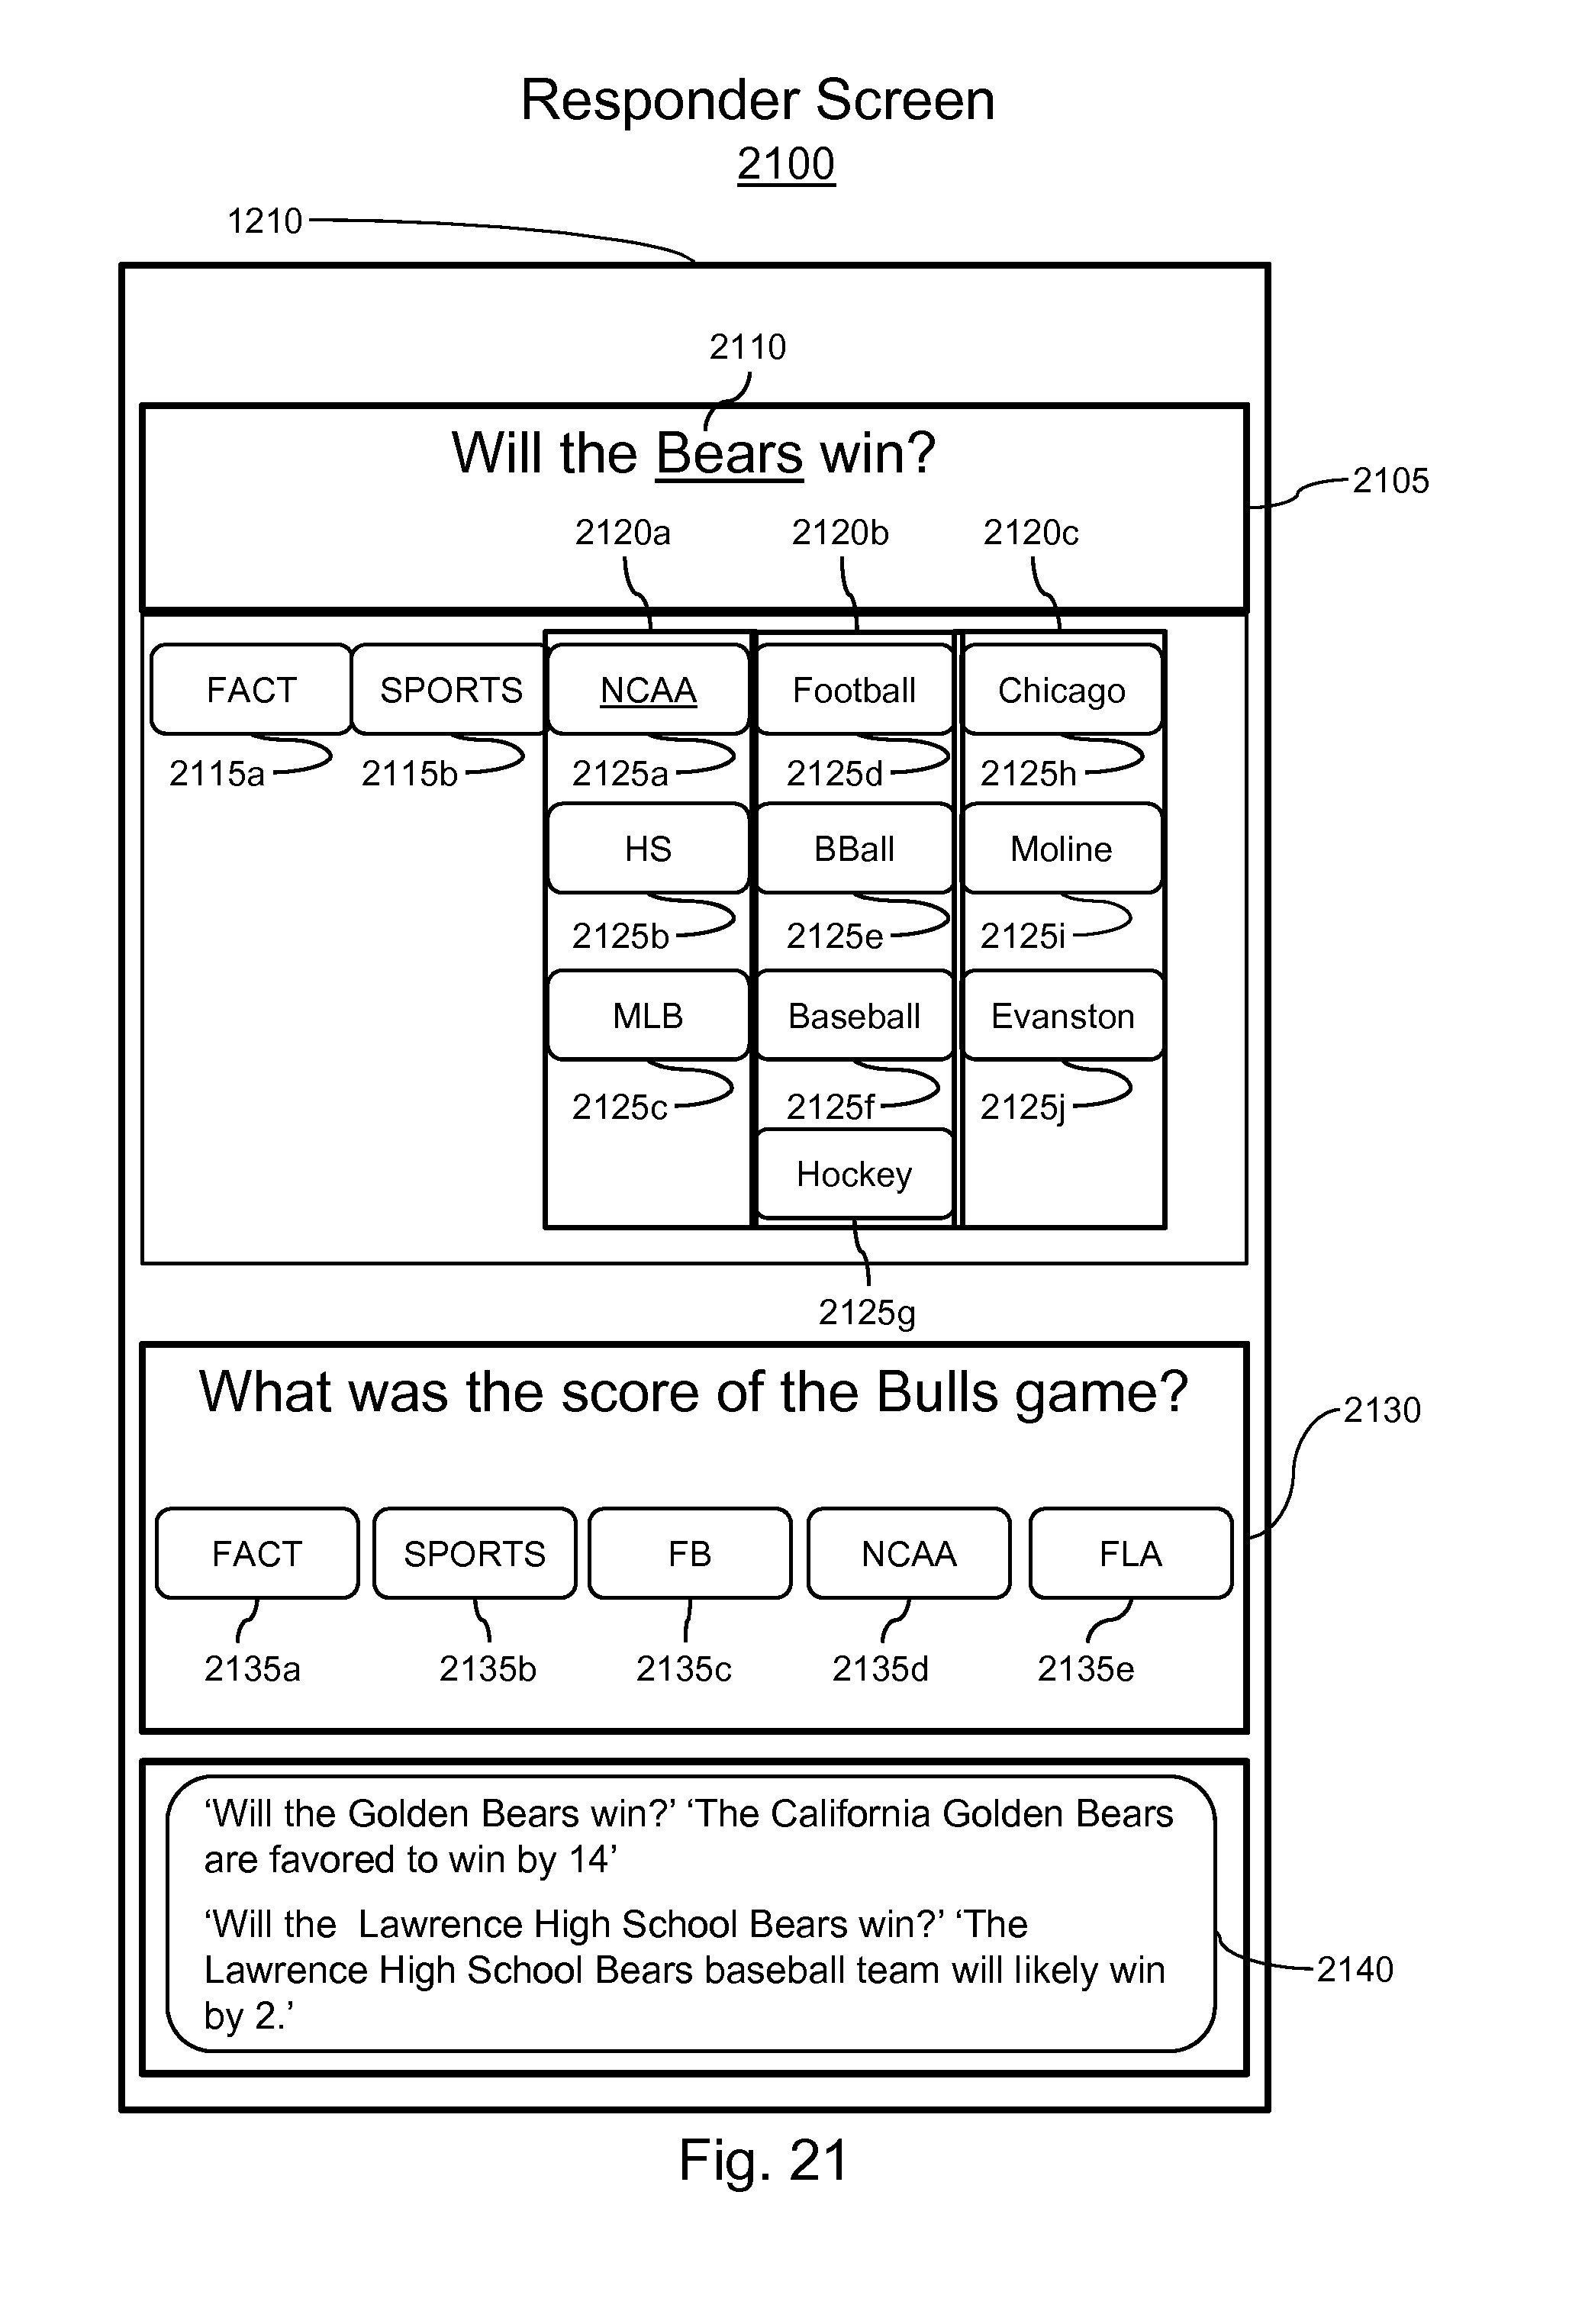 Responder Screen
2100
1210
2110
Will the Bears win?
2105
2120a 2120b 2120c
FACT SPORTS NCAA Football Chicago
2115a 2115b 2125a 2125d 2125h
HS BBall Moline
2125b 2125e 2125i
MLB Baseball Evanston
2125c 2125f 2125j
Hockey
2125g
What was the score of the Bulls game?
2130
FACT SPORTS FB NCAA FLA
2135a 2135b 2135c 2135d 2135e
‘Will the Golden Bears win?’ ‘The California Golden Bears
are favored to win by 14’
‘Will the  Lawrence High School Bears win?’ ‘The
Lawrence High School Bears baseball team will likely win
by 2.’
2140
Fig. 21